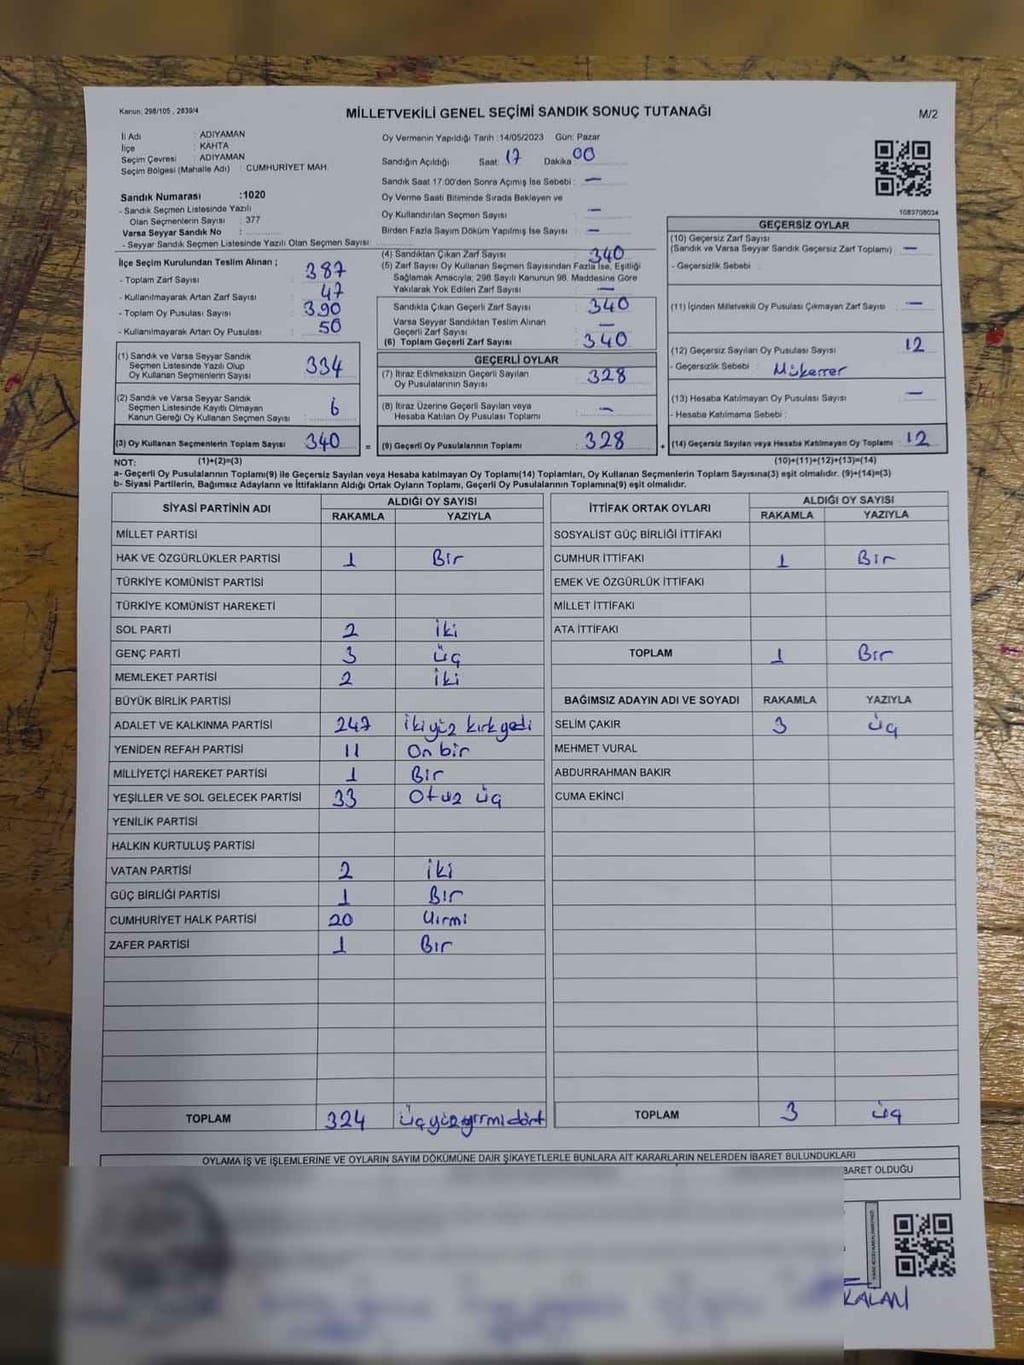 Kanun: 298/105 , 2839/4
MİLLETVEKİLİ GENEL SEÇİMİ SANDIK SONUÇ TUTANAĞI
M/2
İl Adı : ADIYAMAN
İlçe : KAHTA
Seçim Çevresi : ADIYAMAN
Seçim Bölgesi (Mahalle Adı) : CUMHURİYET MAH.
Sandık Numarası :1020
- Sandık Seçmen Listesinde Yazılı
Olan Seçmenlerin Sayısı : 377
Varsa Seyyar Sandık No :
- Seyyar Sandık Seçmen Listesinde Yazılı Olan Seçmen Sayısı :
Oy Vermenin Yapıldığı Tarih :14/05/2023 Gün: Pazar
Sandığın Açıldığı Saat: 17 Dakika 00
Sandık Saat 17:00'den Sonra Açımış İse Sebebi : —
Oy Verme Saati Bitiminde Sırada Bekleyen ve
Oy Kullandırılan Seçmen Sayısı : —
Birden Fazla Sayım Döküm Yapılmış İse Sayısı : —
1083708034
İlçe Seçim Kurulundan Teslim Alınan ;
- Toplam Zarf Sayısı : 387
- Kullanılmayarak Artan Zarf Sayısı : 47
- Toplam Oy Pusulası Sayısı : 390
- Kullanılmayarak Artan Oy Pusulası : 50
(1) Sandık ve Varsa Seyyar Sandık
Seçmen Listesinde Yazılı Olup
Oy Kullanan Seçmenlerin Sayısı : 334
(2) Sandık ve Varsa Seyyar Sandık
Seçmen Listesinde Kayıtlı Olmayan
Kanun Gereği Oy Kullanan Seçmen Sayısı : 6
(3) Oy Kullanan Seçmenlerin Toplam Sayısı : 340
(4) Sandıktan Çıkan Zarf Sayısı : 340
(5) Zarf Sayısı Oy Kullanan Seçmen Sayısından Fazla İse, Eşitliği
Sağlamak Amacıyla; 298 Sayılı Kanunun 98. Maddesine Göre
Yakılarak Yok Edilen Zarf Sayısı : —
Sandıkta Çıkan Geçerli Zarf Sayısı : 340
Varsa Seyyar Sandıktan Teslim Alınan
Geçerli Zarf Sayısı : —
(6) Toplam Geçerli Zarf Sayısı : 340
GEÇERLİ OYLAR
(7) İtiraz Edilmeksizin Geçerli Sayılan
Oy Pusulalarının Sayısı : 328
(8) İtiraz Üzerine Geçerli Sayılan veya
Hesaba Katılan Oy Pusulası Toplamı : —
= (9) Geçerli Oy Pusulalarının Toplamı : 328
GEÇERSİZ OYLAR
(10) Geçersiz Zarf Sayısı
(Sandık ve Varsa Seyyar Sandık Geçersiz Zarf Toplamı) : —
- Geçersizlik Sebebi :
(11) İçinden Milletvekili Oy Pusulası Çıkmayan Zarf Sayısı : —
(12) Geçersiz Sayılan Oy Pusulası Sayısı : 12
- Geçersizlik Sebebi : Mükerrer
(13) Hesaba Katılmayan Oy Pusulası Sayısı : —
- Hesaba Katılmama Sebebi :
+ (14) Geçersiz Sayılan veya Hesaba Katılmayan Oy Toplamı : 12
NOT: (1)+(2)=(3) (10)+(11)+(12)+(13)=(14)
a- Geçerli Oy Pusulalarının Toplamı(9) ile Geçersiz Sayılan veya Hesaba katılmayan Oy Toplamı(14) Toplamları, Oy Kullanan Seçmenlerin Toplam Sayısına(3) eşit olmalıdır. (9)+(14)=(3)
b- Siyasi Partilerin, Bağımsız Adayların ve İttifakların Aldığı Ortak Oyların Toplamı, Geçerli Oy Pusulalarının Toplamına(9) eşit olmalıdır.
SİYASİ PARTİNİN ADI ALDIĞI OY SAYISI
RAKAMLA YAZIYLA
MİLLET PARTİSİ
HAK VE ÖZGÜRLÜKLER PARTİSİ 1 Bir
TÜRKİYE KOMÜNİST PARTİSİ
TÜRKİYE KOMÜNİST HAREKETİ
SOL PARTİ 2 İki
GENÇ PARTİ 3 üç
MEMLEKET PARTİSİ 2 İki
BÜYÜK BİRLİK PARTİSİ
ADALET VE KALKINMA PARTİSİ 247 İkiyüz kırk yedi
YENİDEN REFAH PARTİSİ 11 On bir
MİLLİYETÇİ HAREKET PARTİSİ 1 Bir
YEŞİLLER VE SOL GELECEK PARTİSİ 33 Otuz üç
YENİLİK PARTİSİ
HALKIN KURTULUŞ PARTİSİ
VATAN PARTİSİ 2 İki
GÜÇ BİRLİĞİ PARTİSİ 1 Bir
CUMHURİYET HALK PARTİSİ 20 Yirmi
ZAFER PARTİSİ 1 Bir
TOPLAM 324 üçyüzyirmidört
İTTİFAK ORTAK OYLARI ALDIĞI OY SAYISI
RAKAMLA YAZIYLA
SOSYALİST GÜÇ BİRLİĞİ İTTİFAKI
CUMHUR İTTİFAKI 1 Bir
EMEK VE ÖZGÜRLÜK İTTİFAKI
MİLLET İTTİFAKI
ATA İTTİFAKI
TOPLAM 1 Bir
BAĞIMSIZ ADAYIN ADI VE SOYADI RAKAMLA YAZIYLA
SELİM ÇAKIR 3 üç
MEHMET VURAL
ABDURRAHMAN BAKIR
CUMA EKİNCİ
TOPLAM 3 üç
OYLAMA İŞ VE İŞLEMLERİNE VE OYLARIN SAYIM DÖKÜMÜNE DAİR ŞİKAYETLERLE BUNLARA AİT KARARLARIN NELERDEN İBARET BULUNDUKLARI
BARET OLDUĞU
KALAN